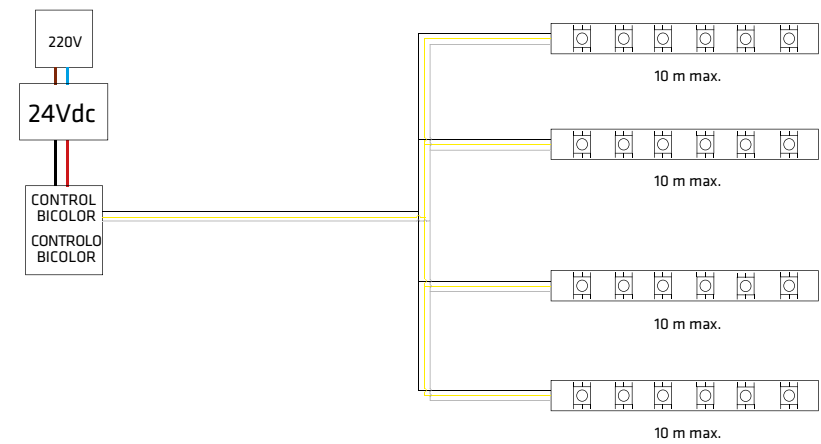 220V
24Vdc
CONTROL
BICOLOR
CONTROLO
BICOLOR
10 m max.
10 m max.
10 m max.
10 m max.